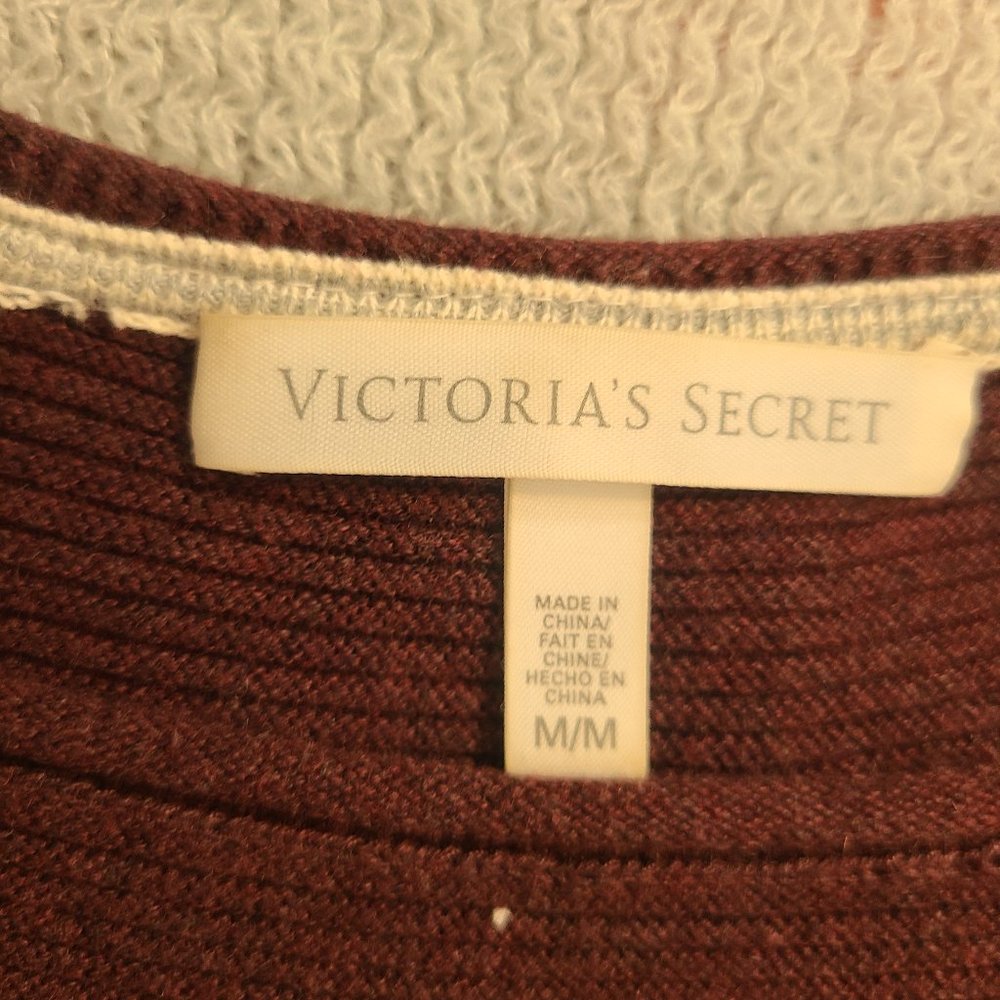 VICTORIA'S SECRET
MADE IN
CHINA/
FAIT EN
CHINE/
HECHO EN
CHINA
M/M